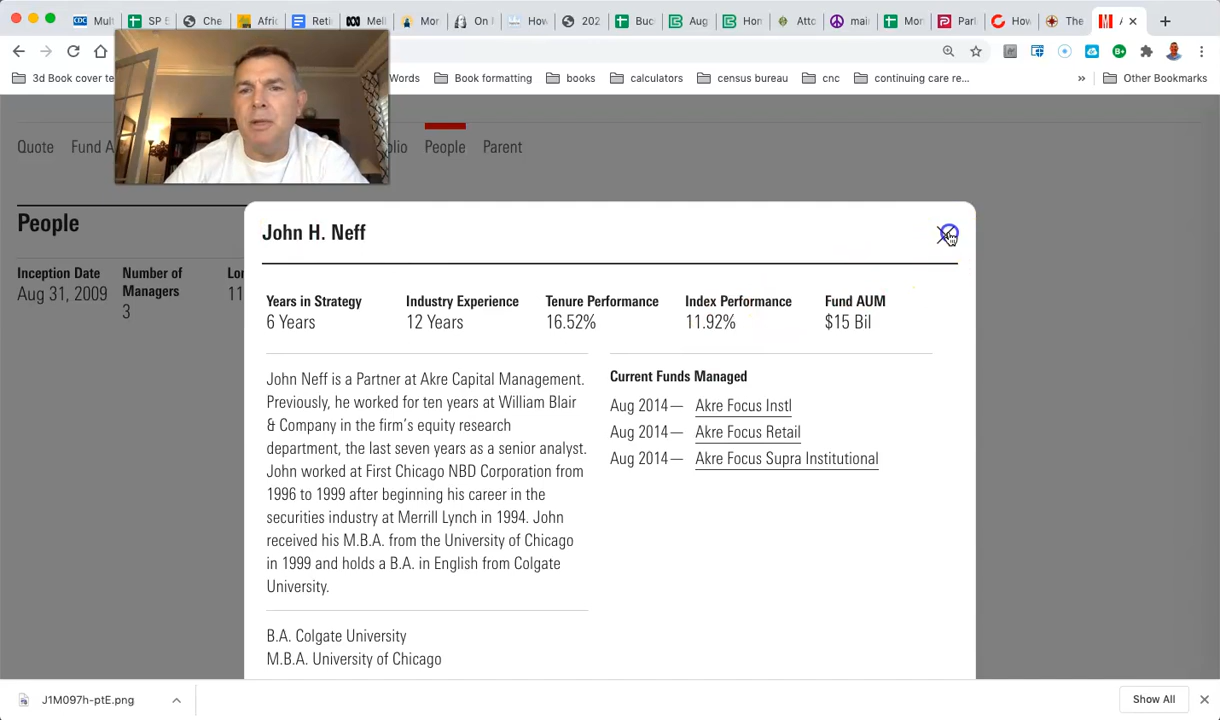 Mult
SP E
Che
Afric
Reti
Mell
Mor
On I
How
202
Buc
Aug
Hon
Atto
mai
Mor
Parl
How
The
A
Words
3d Book cover te
Book formatting
books
calculators
census bureau
cnc
continuing care re...
»
Other Bookmarks
Quote
Fund A
olio
People
Parent
People
Inception Date
Aug 31, 2009
Number of
Managers
3
Lon
11
John H. Neff
Years in Strategy
6 Years
Industry Experience
12 Years
Tenure Performance
16.52%
Index Performance
11.92%
Fund AUM
$15 Bil
John Neff is a Partner at Akre Capital Management.
Previously, he worked for ten years at William Blair
& Company in the firm's equity research
department, the last seven years as a senior analyst.
John worked at First Chicago NBD Corporation from
1996 to 1999 after beginning his career in the
securities industry at Merrill Lynch in 1994. John
received his M.B.A. from the University of Chicago
in 1999 and holds a B.A. in English from Colgate
University.
B.A. Colgate University
M.B.A. University of Chicago
Current Funds Managed
Aug 2014— Akre Focus Instl
Aug 2014— Akre Focus Retail
Aug 2014— Akre Focus Supra Institutional
J1M097h-ptE.png
Show All